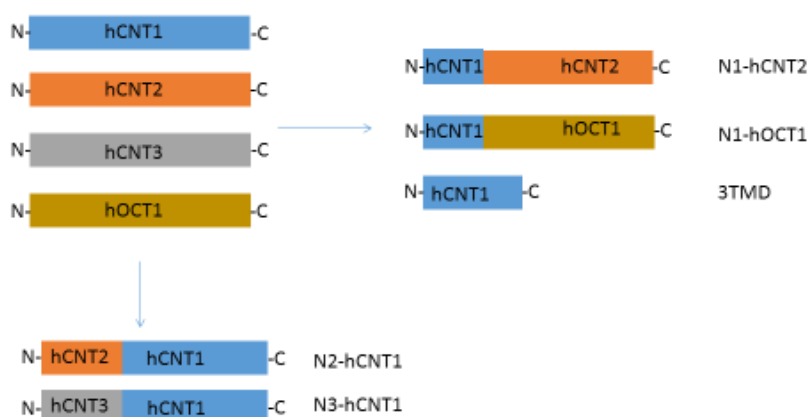 N- hCNT1 -C
N- hCNT2 -C
N- hCNT3 -C
N- hOCT1 -C
N- hCNT1 hCNT2 -C N1-hCNT2
N- hCNT1 hOCT1 -C N1-hOCT1
N- hCNT1 -C 3TMD
N- hCNT2 hCNT1 -C N2-hCNT1
N- hCNT3 hCNT1 -C N3-hCNT1